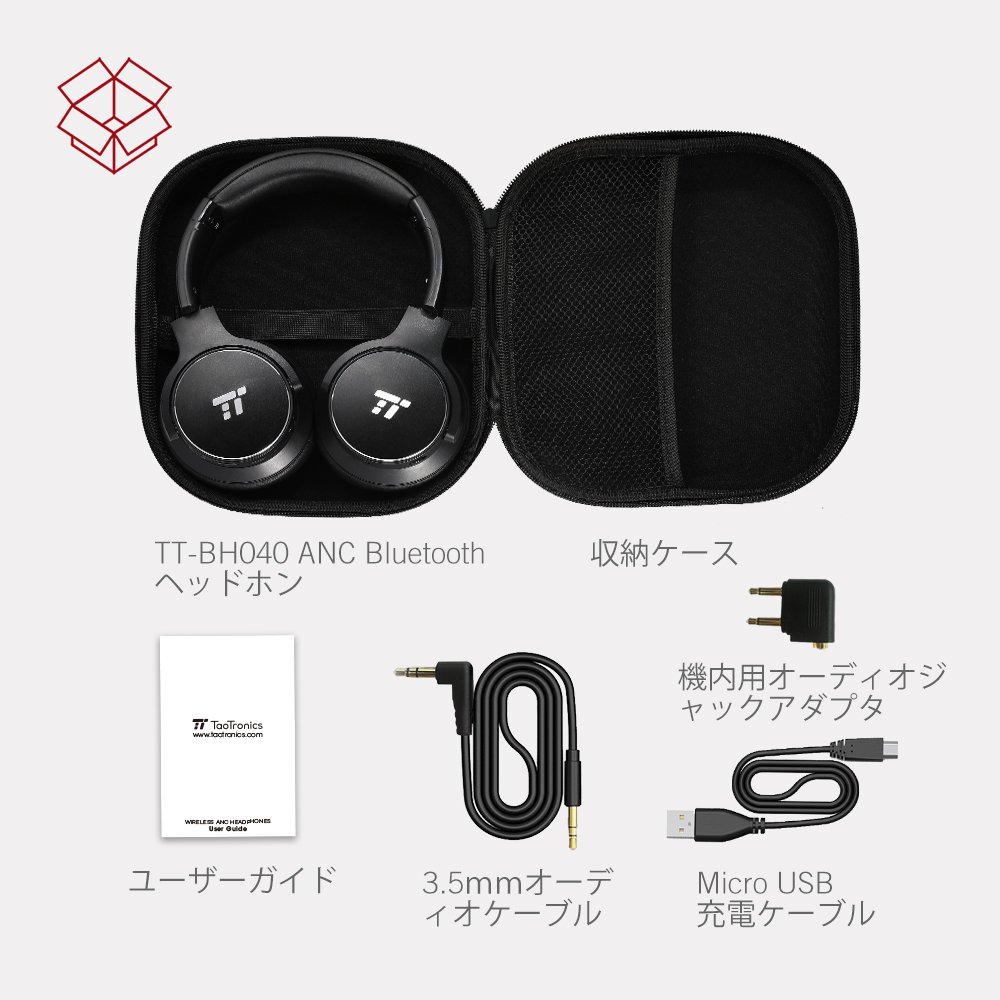 TT-BH040 ANC Bluetooth
ヘッドホン
収納ケース
機内用オーディオジ
ャックアダプタ
TaoTronics
www.taotronics.com
WIRELESS ANC HEADPHONES
User Guide
ユーザーガイド
3.5mmオーデ
ィオケーブル
Micro USB
充電ケーブル